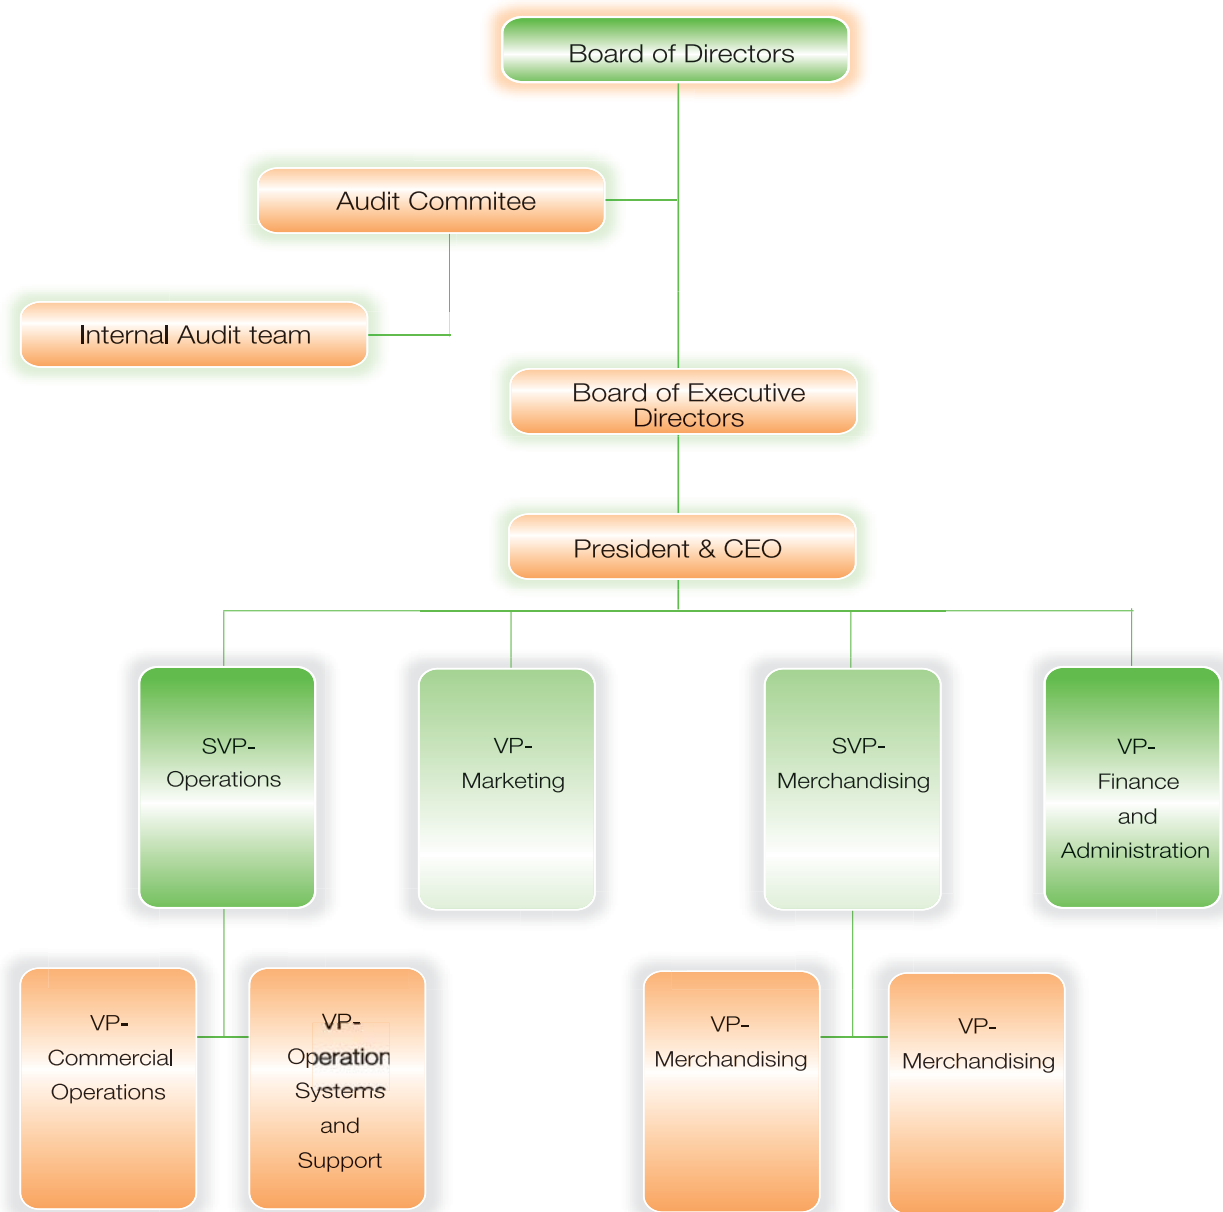 Board of Directors
Audit Commitee
Internal Audit team
Board of Executive
Directors
President & CEO
SVP-
Operations
VP-
Marketing
SVP-
Merchandising
VP-
Finance
and
Administration
VP-
Commercial
Operations
VP-
Operation
Systems
and
Support
VP-
Merchandising
VP-
Merchandising